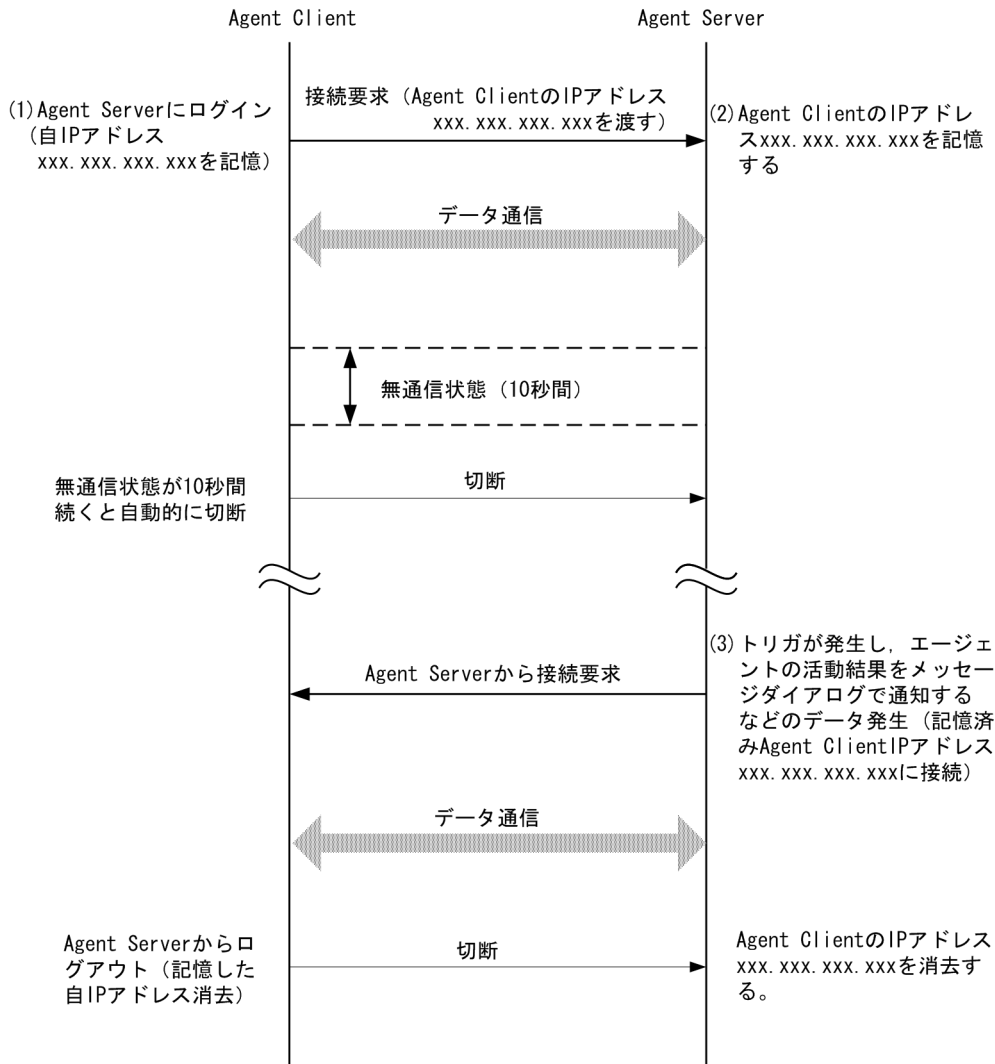 Agent Client
Agent Server
(1)Agent Serverにログイン
(自IPアドレス
xxx.xxx.xxx.xxxを記憶)
接続要求（Agent ClientのIPアドレス
xxx.xxx.xxx.xxxを渡す）
(2)Agent ClientのIPアドレ
スxxx.xxx.xxx.xxxを記憶
する
データ通信
無通信状態（10秒間）
無通信状態が10秒間
続くと自動的に切断
切断
(3)トリガが発生し，エージェ
ントの活動結果をメッセー
ジダイアログで通知する
などのデータ発生（記憶済
みAgent ClientIPアドレス
xxx.xxx.xxx.xxxに接続）
Agent Serverから接続要求
データ通信
Agent Serverからロ
グアウト（記憶した
自IPアドレス消去）
切断
Agent ClientのIPアドレス
xxx.xxx.xxx.xxxを消去す
る。